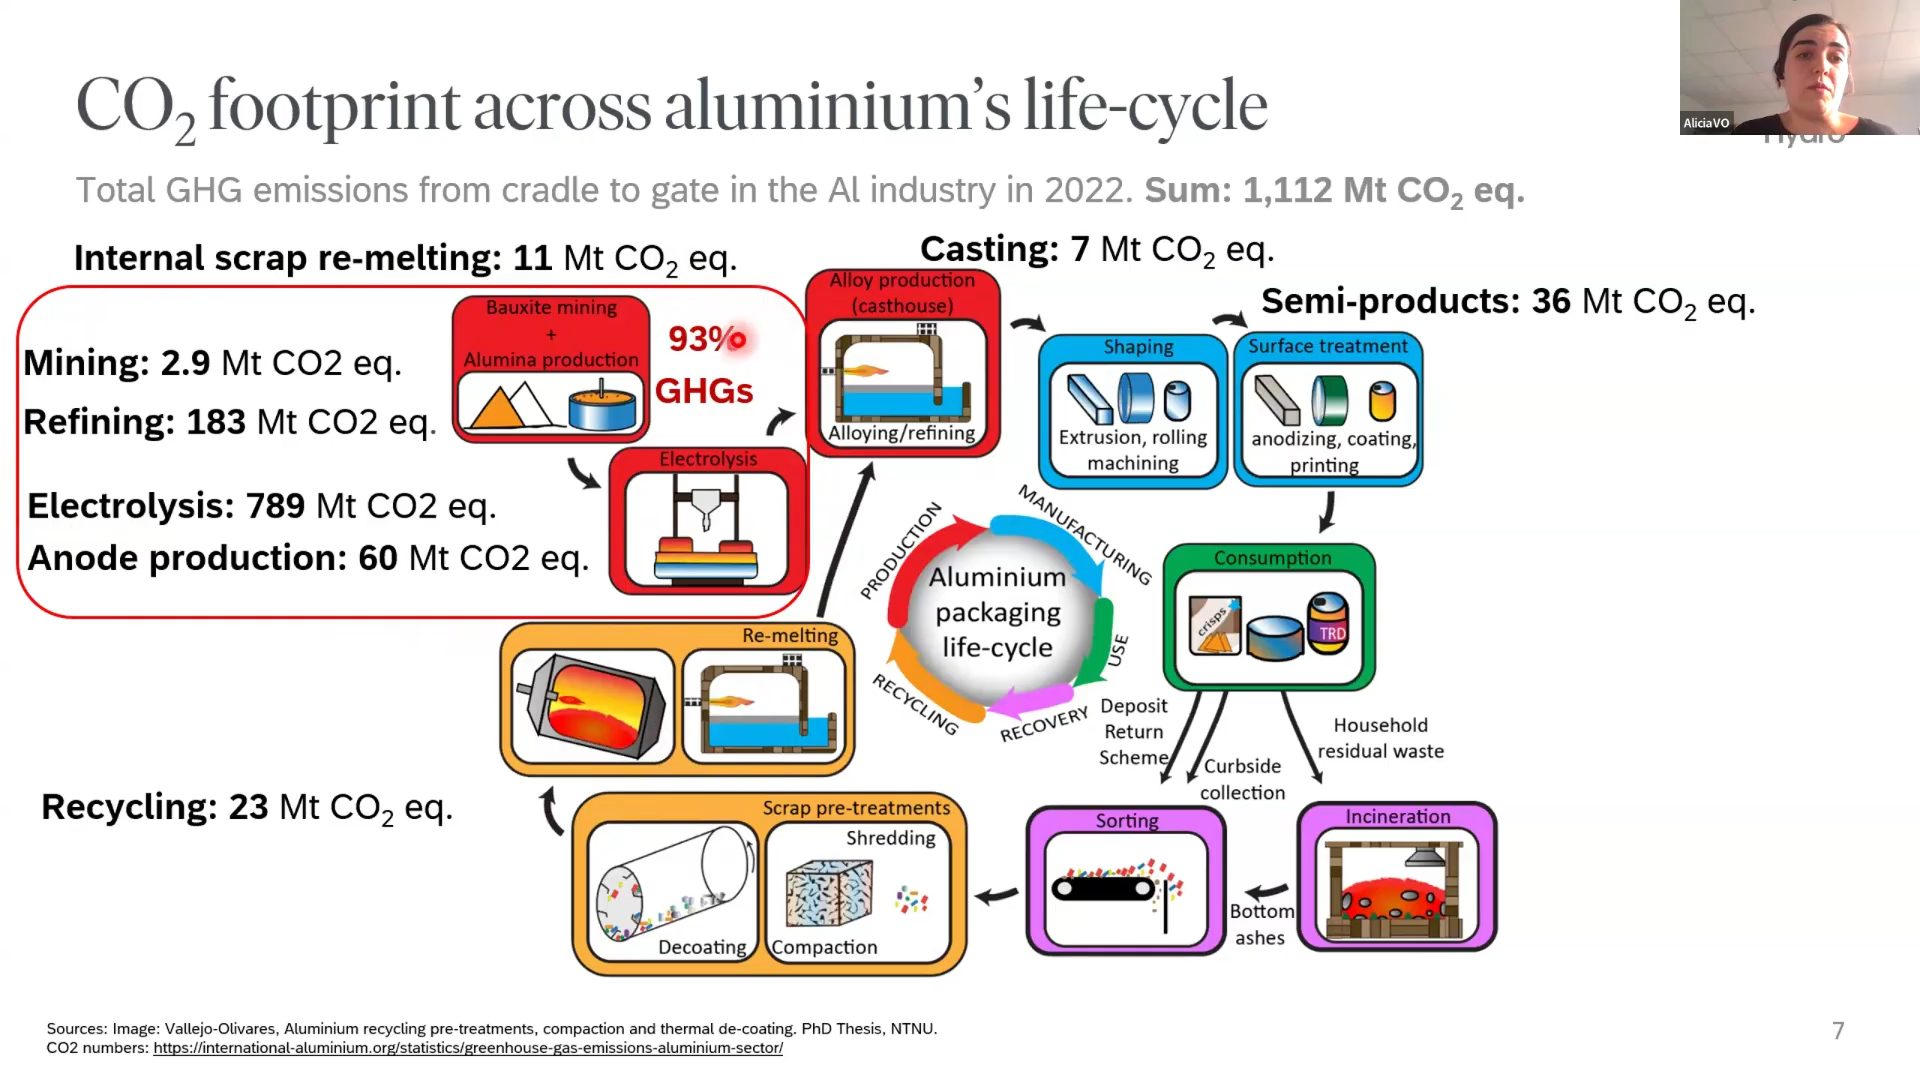 CO2 footprint across aluminium's life-cycle
AliciaVO
Total GHG emissions from cradle to gate in the Al industry in 2022. Sum: 1,112 Mt CO2 eq.
Internal scrap re-melting: 11 Mt CO2 eq.
Casting: 7 Mt CO2 eq.
Semi-products: 36 Mt CO2 eq.
Mining: 2.9 Mt CO2 eq.
Refining: 183 Mt CO2 eq.
Electrolysis: 789 Mt CO2 eq.
Anode production: 60 Mt CO2 eq.
Bauxite mining
+
Alumina production
93%
GHGs
Electrolysis
Alloy production
(casthouse)
Alloying/refining
Shaping
Extrusion, rolling
machining
Surface treatment
anodizing, coating,
printing
Consumption
crisps
TRD
PRODUCTION
MANUFACTURING
USE
RECOVERY
RECYCLING
Aluminium
packaging
life-cycle
Deposit
Return
Scheme
Curbside
collection
Household
residual waste
Re-melting
Recycling: 23 Mt CO2 eq.
Scrap pre-treatments
Shredding
Decoating
Compaction
Sorting
Bottom
ashes
Incineration
Sources: Image: Vallejo-Olivares, Aluminium recycling pre-treatments, compaction and thermal de-coating. PhD Thesis, NTNU.
CO2 numbers: https://international-aluminium.org/statistics/greenhouse-gas-emissions-aluminium-sector/
7